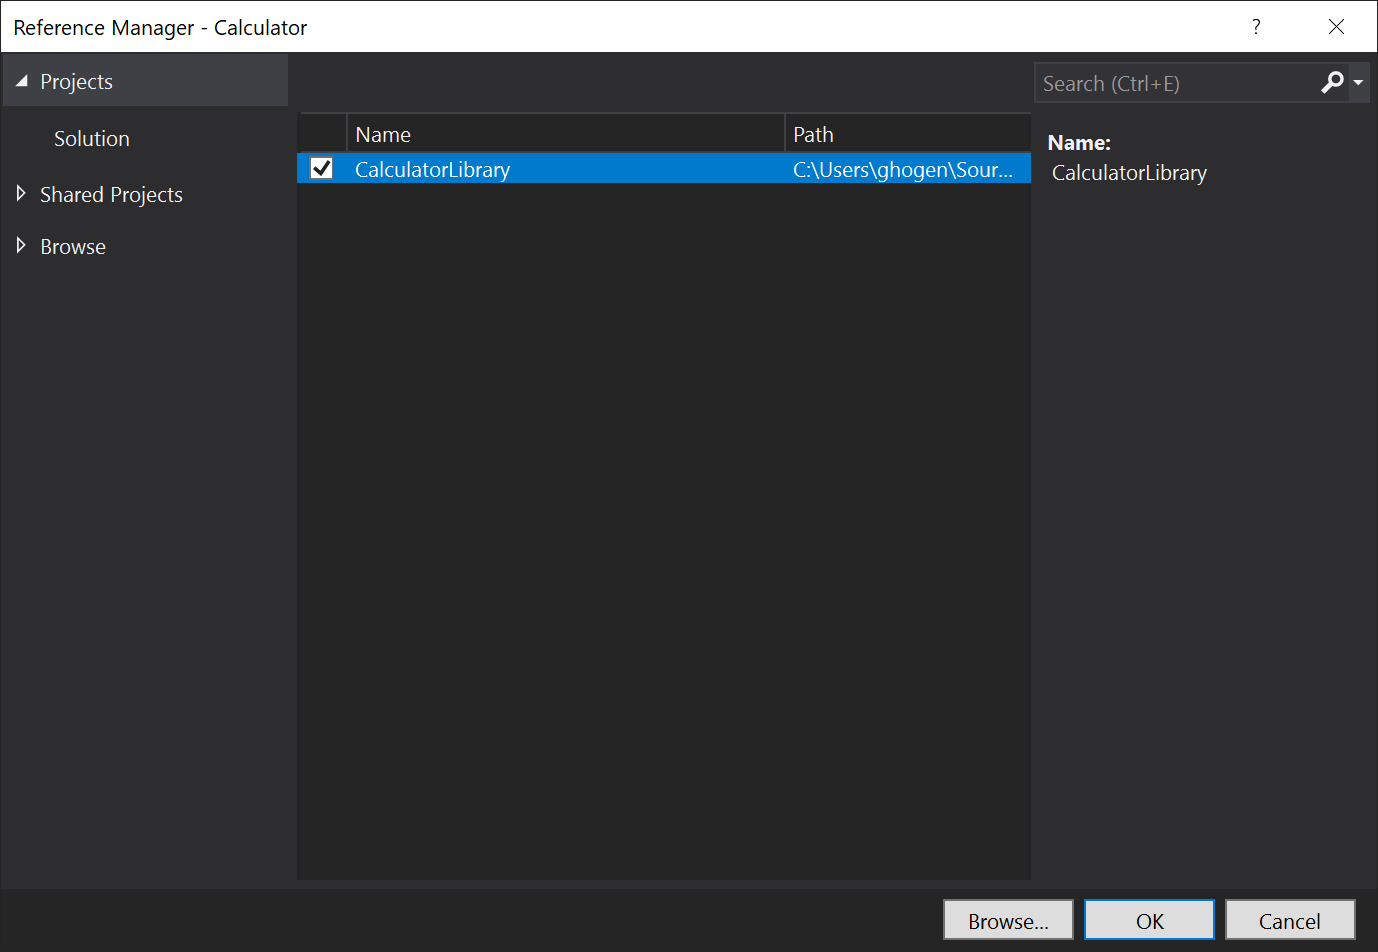 Reference Manager - Calculator
?
Projects
Search (Ctrl+E)
Solution
Shared Projects
Browse
Name
Path
CalculatorLibrary
C:\Users\ghogen\Sour...
Name:
CalculatorLibrary
Browse...
OK
Cancel